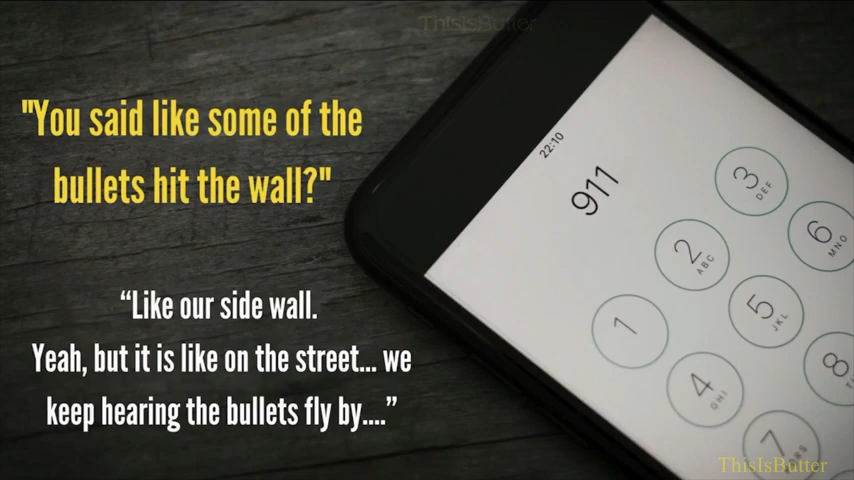 ThisIsButter
"You said like some of the
bullets hit the wall?"
“Like our side wall.
Yeah, but it is like on the street... we
keep hearing the bullets fly by....”
22:10
911
1
2
ABC
3
DEF
4
GHI
5
JKL
6
MNO
7
8
ThisIsButter